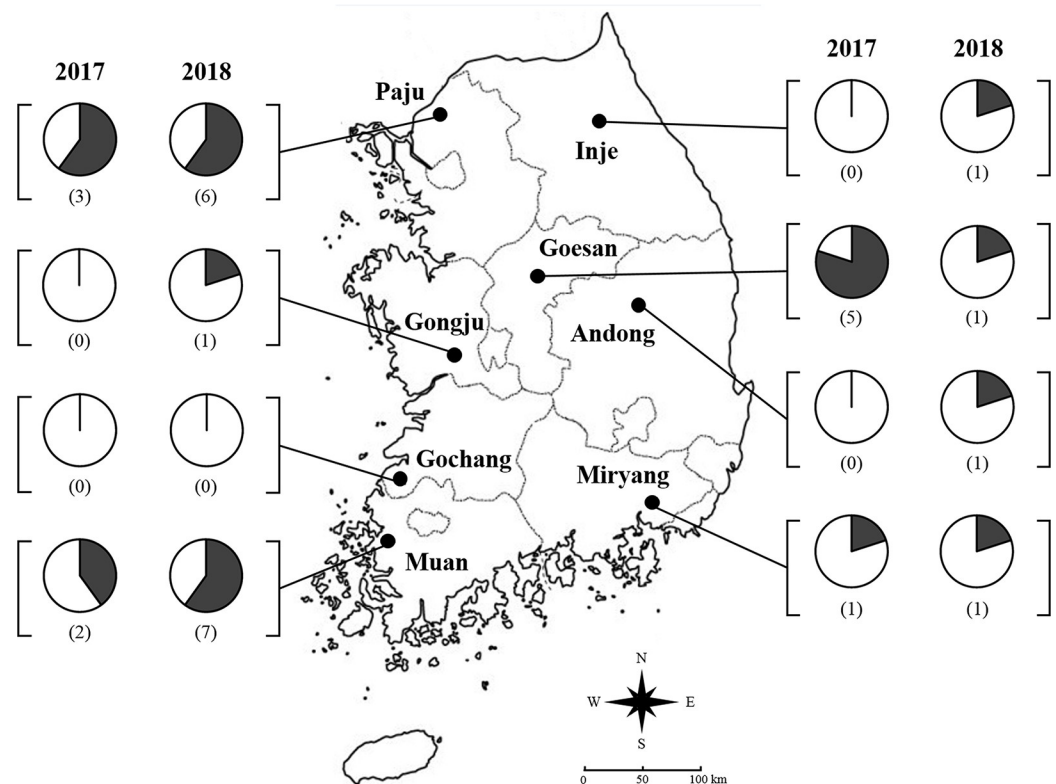 2017 2018
(3) (6)
(0) (1)
(0) (0)
(2) (7)
Paju
Inje
Goesan
Gongju
Andong
Gochang
Miryang
Muan
2017 2018
(0) (1)
(5) (1)
(0) (1)
(1) (1)
N
W E
S
0 50 100 km